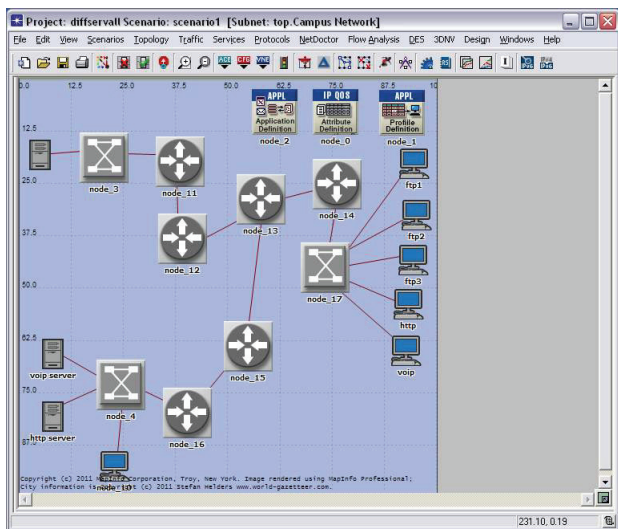 Project: diffservall Scenario: scenario1 [Subnet: top.Campus Network]
File Edit View Scenarios Topology Traffic Services Protocols NetDoctor Flow Analysis DES 3DNV Design Windows Help
0.0 12.5 25.0 37.5 50.0 62.5 75.0 87.5 10
APPL IP QOS APPL
Application Definition
Attribute Definition
Profile Definition
node_2 node_0 node_1
12.5
node_3
node_11
ftp1
25.0
node_14
node_13
ftp2
37.5
node_12
ftp3
node_17
50.0
http
62.5
voip
voip server
node_15
75.0
node_4
node_16
http server
87.
node_10
Copyright (c) 2011 MapInfo Corporation, Troy, New York. Image rendered using MapInfo Professional;
City information is Copyright (c) 2011 Stefan Helders www.world-gazetteer.com.
231.10, 0.19